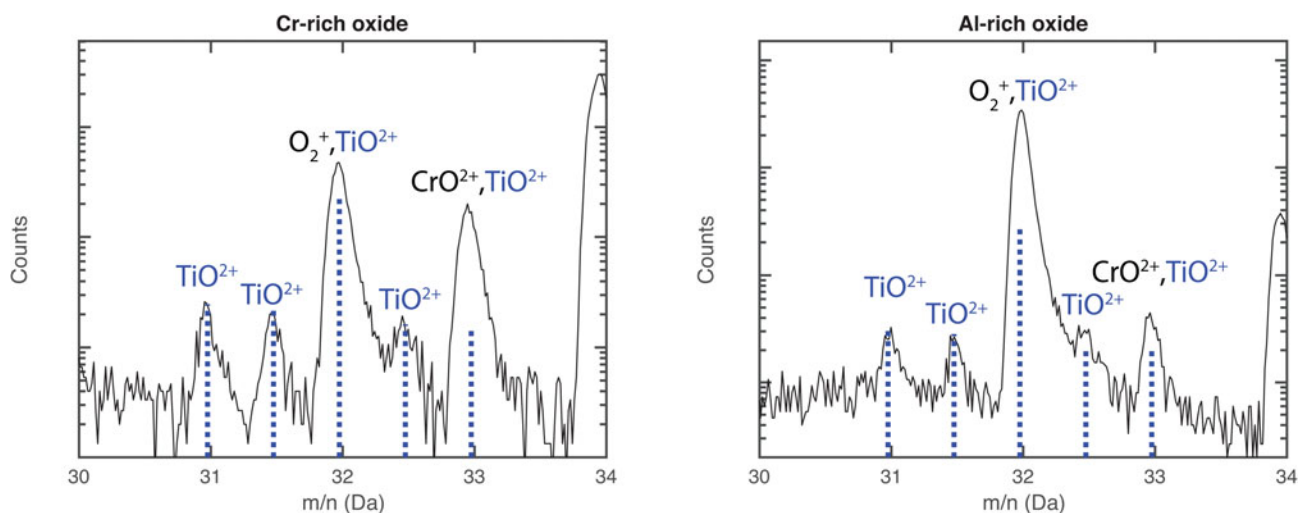 Cr-rich oxide
O₂⁺,TiO²⁺
CrO²⁺,TiO²⁺
TiO²⁺
TiO²⁺
TiO²⁺
Counts
30
31
32
33
34
m/n (Da)
Al-rich oxide
O₂⁺,TiO²⁺
CrO²⁺,TiO²⁺
TiO²⁺
TiO²⁺
TiO²⁺
Counts
30
31
32
33
34
m/n (Da)